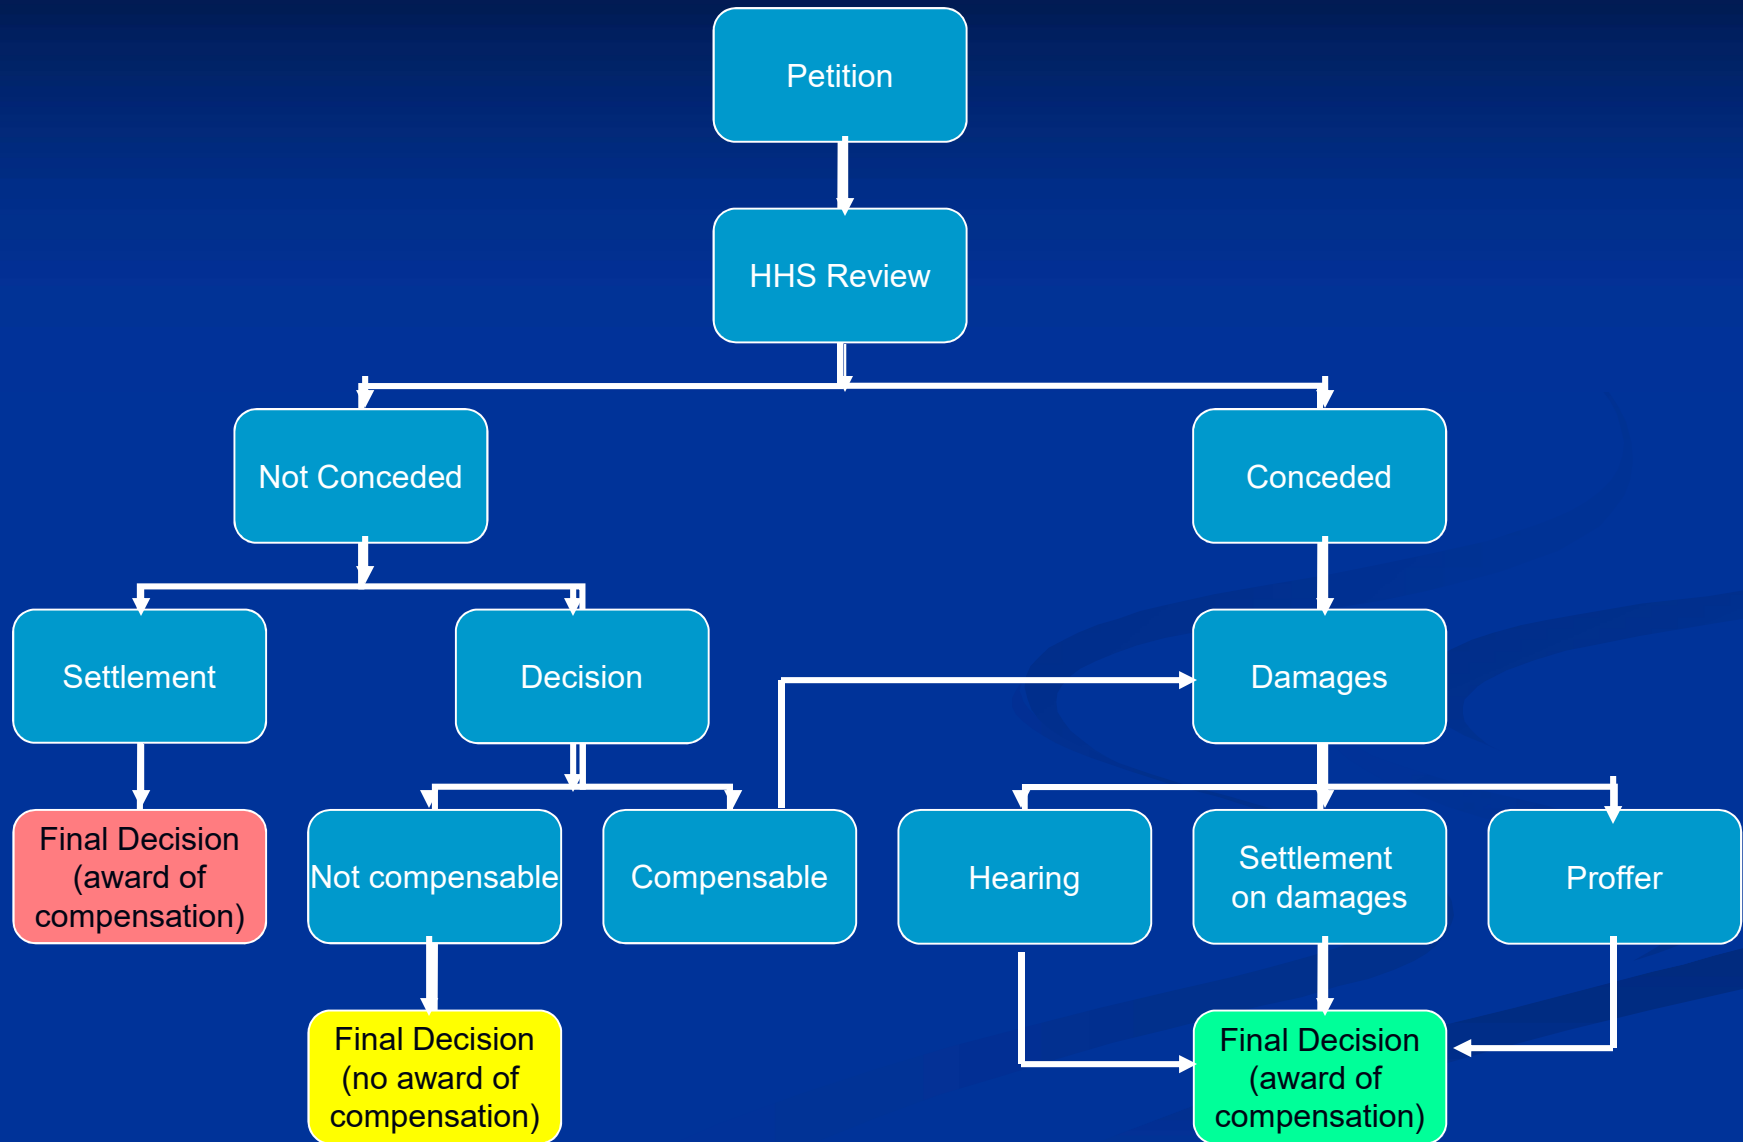 Petition
HHS Review
Not Conceded
Conceded
Settlement
Decision
Damages
Final Decision
(award of
compensation)
Not compensable
Compensable
Hearing
Settlement
on damages
Proffer
Final Decision
(no award of
compensation)
Final Decision
(award of
compensation)